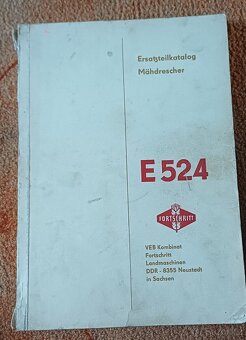 Ersatzteilkatalog
Mähdrescher
E 524
FORTSCHRITT
VEB Kombinat
Fortschritt
Landmaschinen
DDR - 8355 Neustadt
in Sachsen